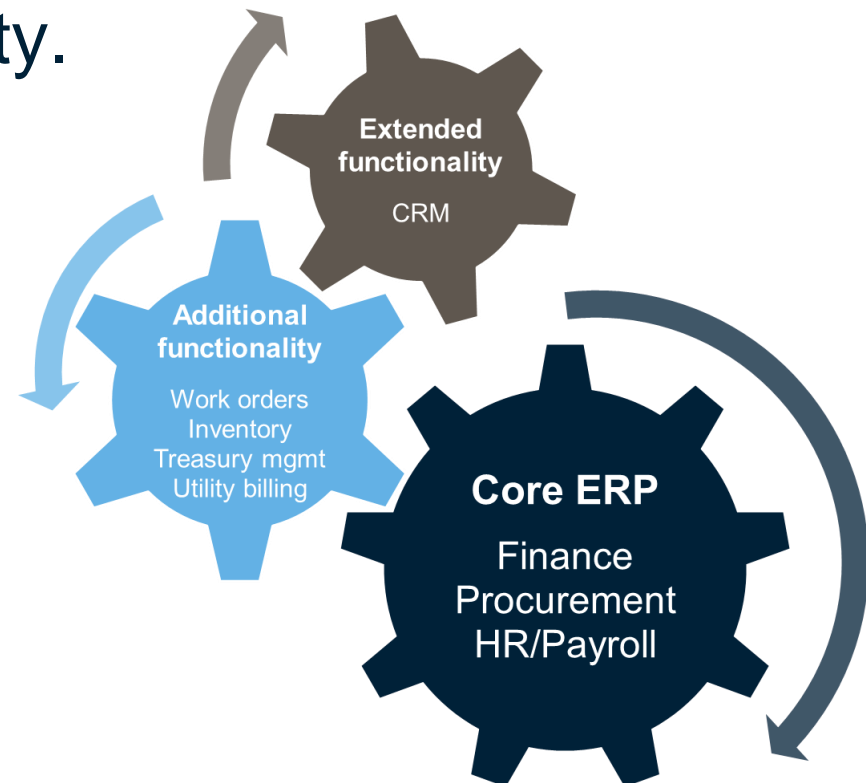 ty.
Extended
functionality
CRM
Additional
functionality
Work orders
Inventory
Treasury mgmt
Utility billing
Core ERP
Finance
Procurement
HR/Payroll